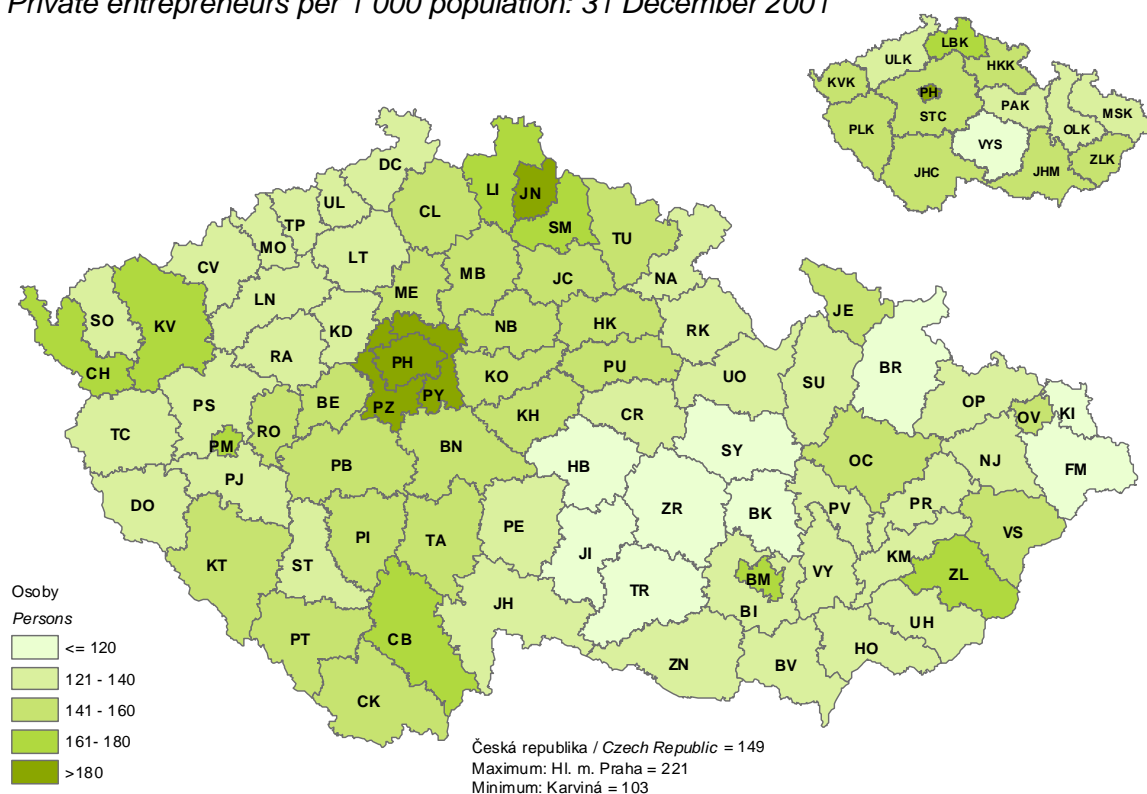 Private entrepreneurs per 1 000 population: 31 December 2001
LBK
ULK
HKK
KVK
PH
PAK
MSK
STC
OLK
PLK
VYS
ZLK
JHC
JHM
DC
LI
JN
UL
CL
TP
SM
TU
MO
LT
CV
MB
JC
NA
ME
LN
SO
KV
KD
NB
HK
RK
JE
RA
PH
PU
BR
CH
KO
UO
SU
PS
BE
PZ
PY
KH
CR
OP
OV
KI
TC
RO
PM
BN
SY
OC
NJ
FM
PB
HB
PJ
DO
PR
PE
ZR
BK
PV
PI
TA
VS
KT
ST
JI
KM
BM
VY
ZL
TR
JH
BI
UH
PT
CB
HO
ZN
BV
CK
Osoby
Persons
<= 120
121 - 140
141 - 160
161- 180
>180
Česká republika / Czech Republic = 149
Maximum: Hl. m. Praha = 221
Minimum: Karviná = 103